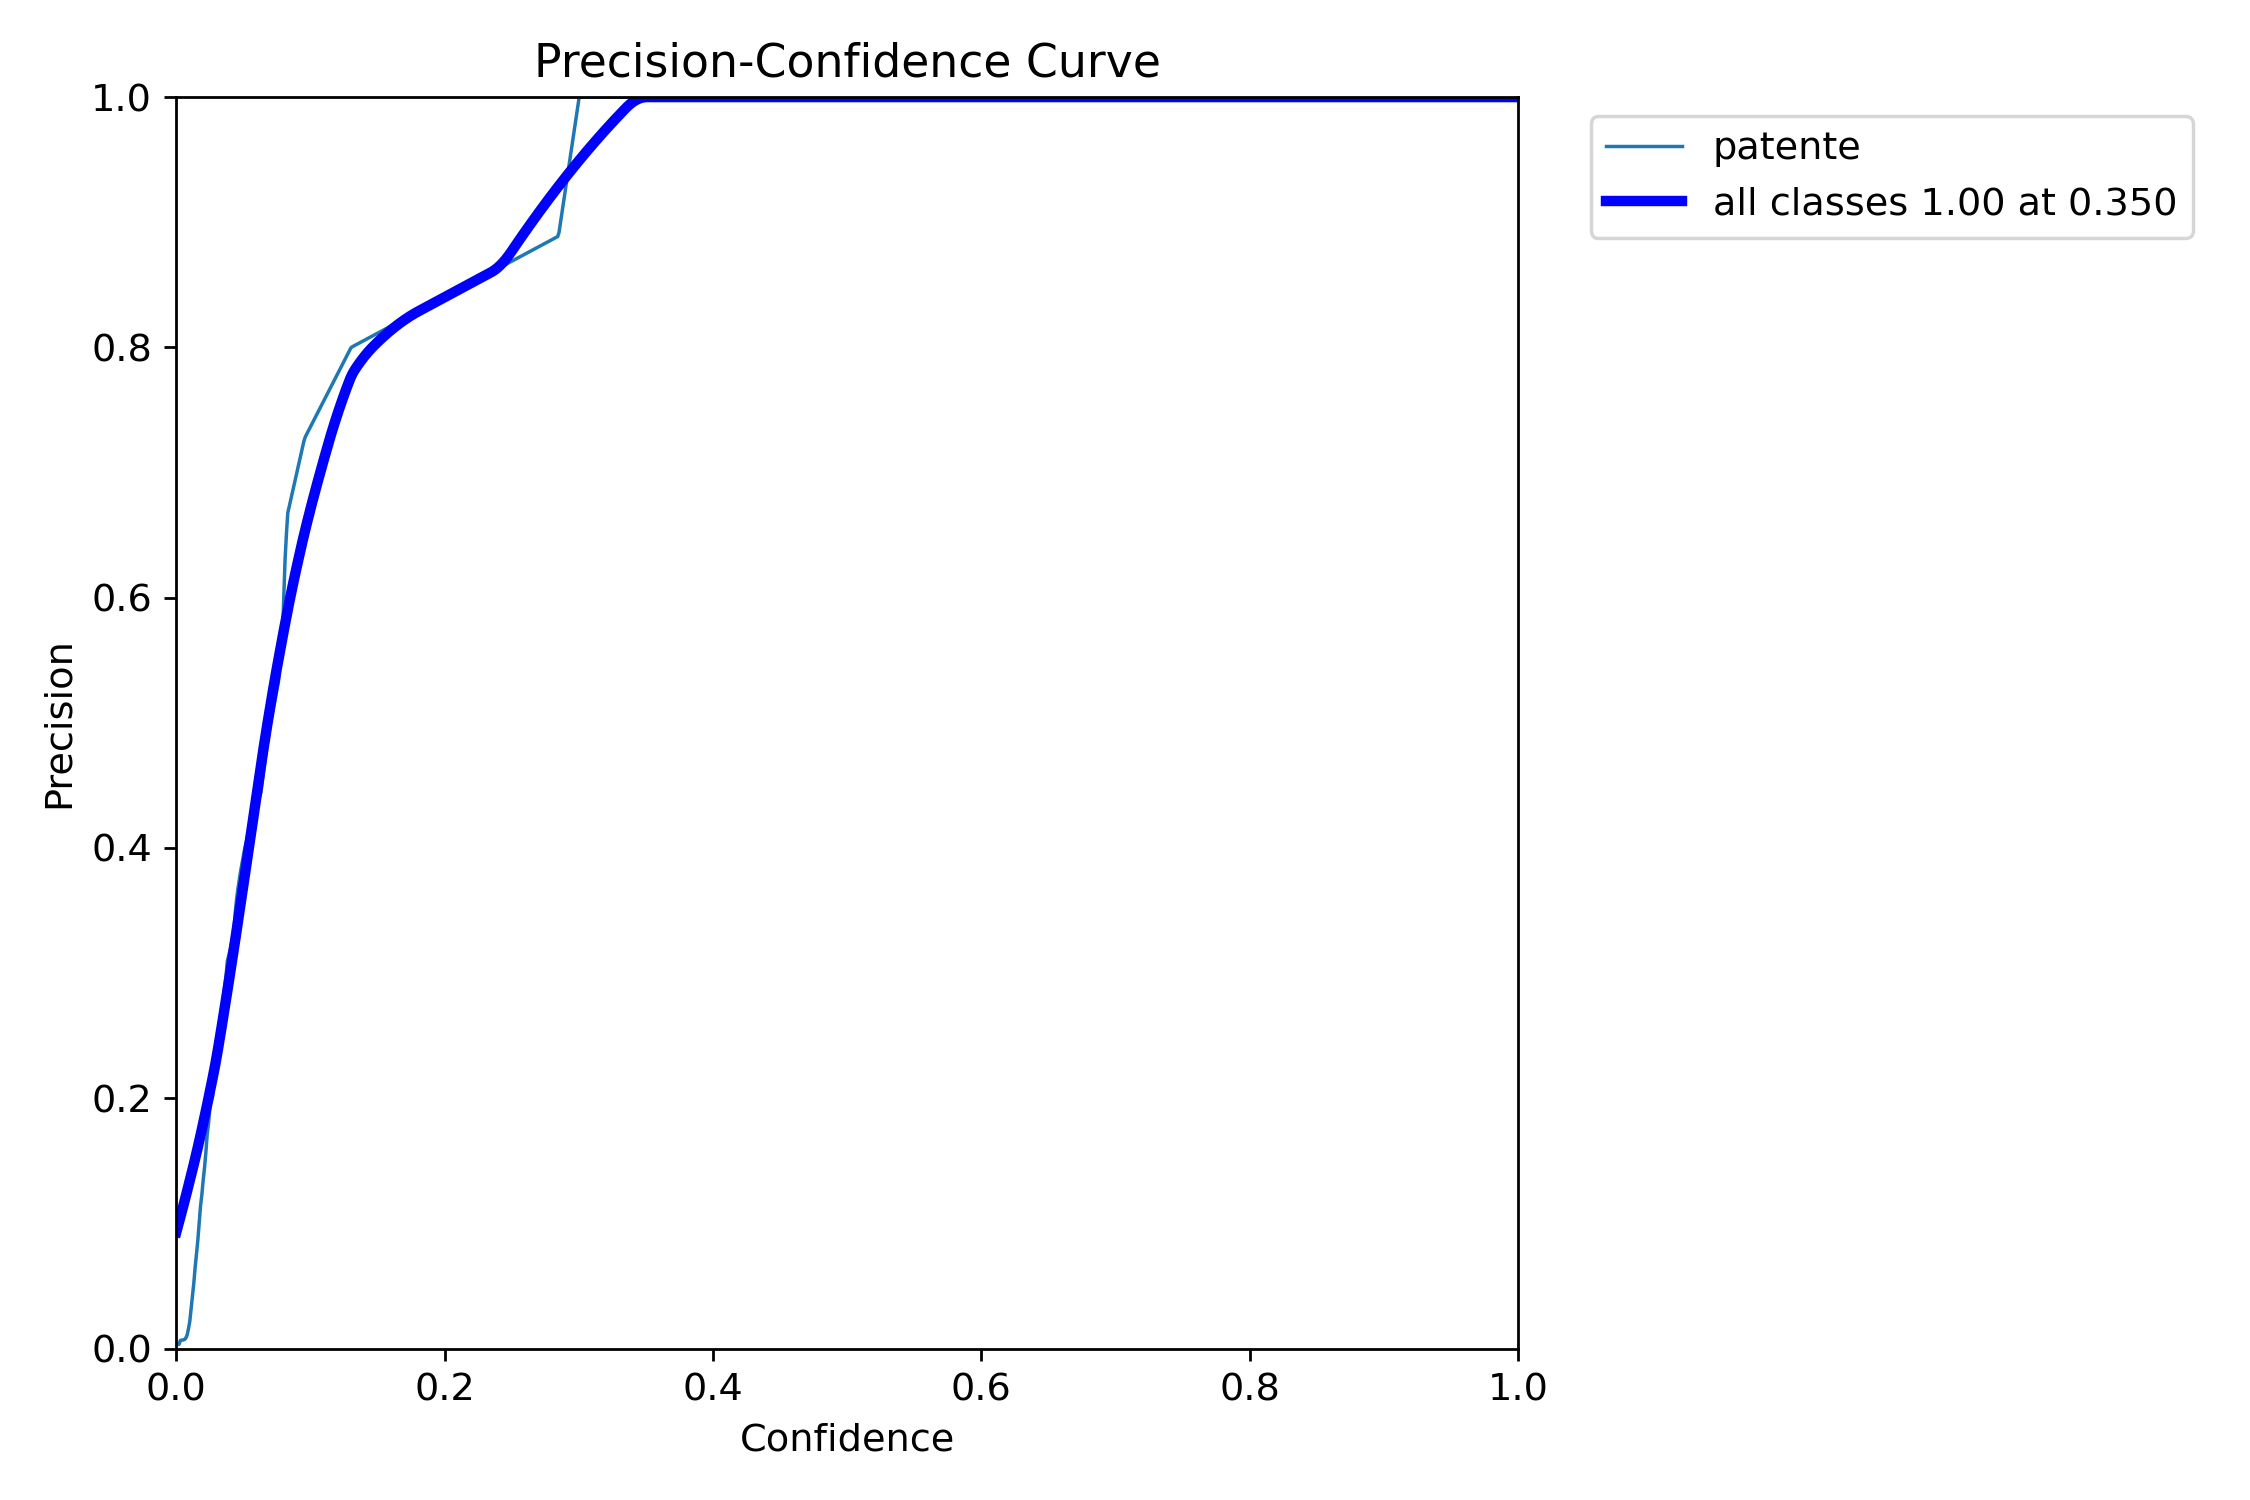 Precision-Confidence Curve
patente
all classes 1.00 at 0.350
Precision
1.0
0.8
0.6
0.4
0.2
0.0
0.0 0.2 0.4 0.6 0.8 1.0
Confidence